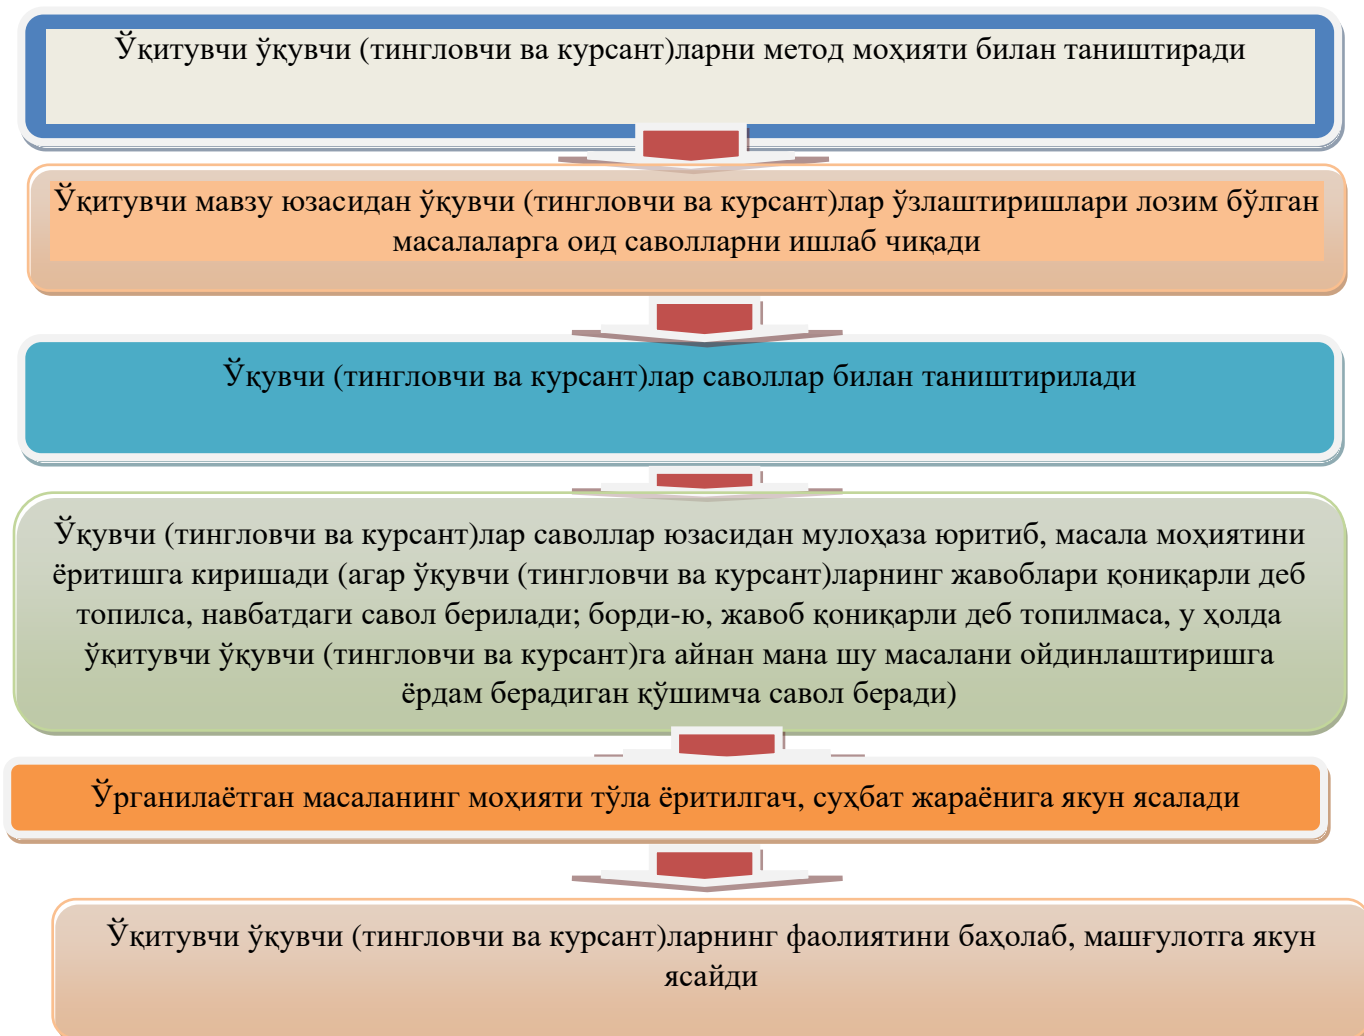 Ўқитувчи ўқувчи (тингловчи ва курсант)ларни метод моҳияти билан таништиради
Ўқитувчи мавзу юзасидан ўқувчи (тингловчи ва курсант)лар ўзлаштиришлари лозим бўлган
масалаларга оид саволларни ишлаб чиқади
Ўқувчи (тингловчи ва курсант)лар саволлар билан таништирилади
Ўқувчи (тингловчи ва курсант)лар саволлар юзасидан мулоҳаза юритиб, масала моҳиятини
ёритишга киришади (агар ўқувчи (тингловчи ва курсант)ларнинг жавоблари қониқарли деб
топилса, навбатдаги савол берилади; борди-ю, жавоб қониқарли деб топилмаса, у ҳолда
ўқитувчи ўқувчи (тингловчи ва курсант)га айнан мана шу масалани ойдинлаштиришга
ёрдам берадиган қўшимча савол беради)
Ўрганилаётган масаланинг моҳияти тўла ёритилгач, суҳбат жараёнига якун ясалади
Ўқитувчи ўқувчи (тингловчи ва курсант)ларнинг фаолиятини баҳолаб, машғулотга якун
ясайди